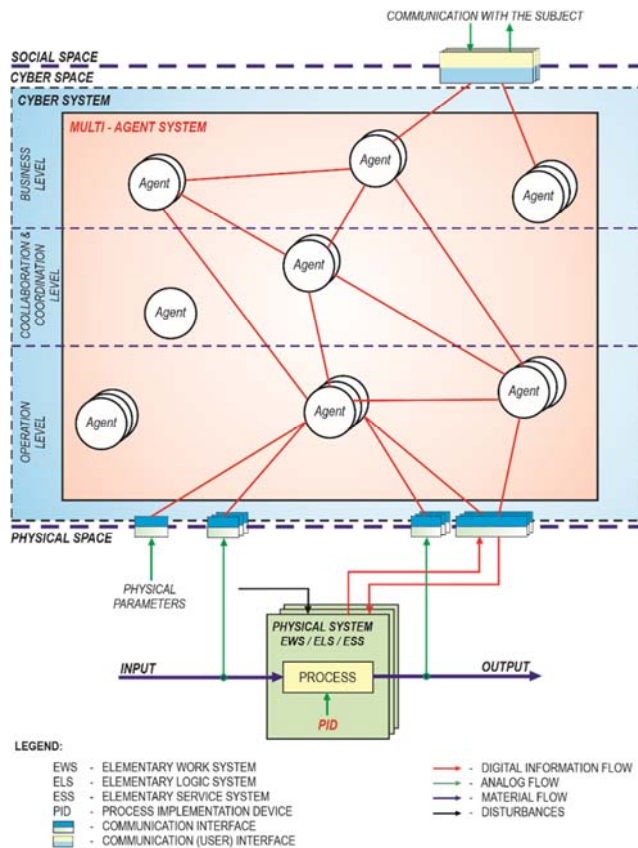 COMMUNICATION WITH THE SUBJECT
SOCIAL SPACE
CYBER SPACE
CYBER SYSTEM
MULTI - AGENT SYSTEM
BUSINESS
LEVEL
Agent
Agent
Agent
COOLLABORATION &
COORDINATION
LEVEL
Agent
Agent
OPERATION
LEVEL
Agent
Agent
Agent
PHYSICAL SPACE
PHYSICAL
PARAMETERS
PHYSICAL SYSTEM
EWS / ELS / ESS
INPUT
PROCESS
OUTPUT
PID
LEGEND:
EWS - ELEMENTARY WORK SYSTEM
ELS - ELEMENTARY LOGIC SYSTEM
ESS - ELEMENTARY SERVICE SYSTEM
PID - PROCESS IMPLEMENTATION DEVICE
- COMMUNICATION INTERFACE
- COMMUNICATION (USER) INTERFACE
- DIGITAL INFORMATION FLOW
- ANALOG FLOW
- MATERIAL FLOW
- DISTURBANCES